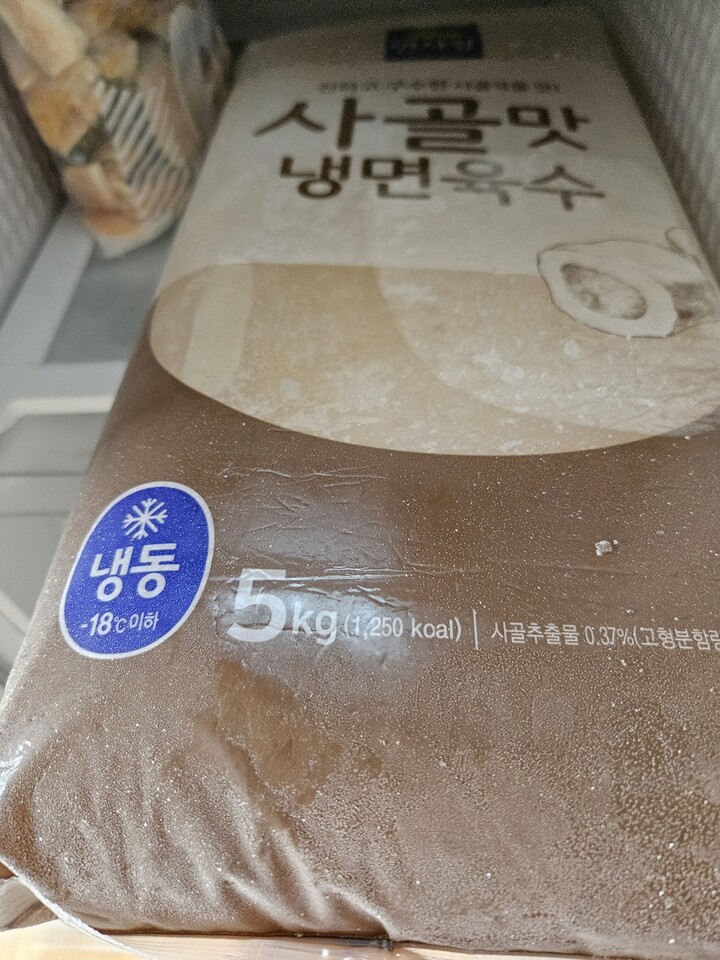 사골맛
냉면육수
냉동
-18℃이하
5kg (1,250 kcal) | 사골추출물 0.37%(고형분함량